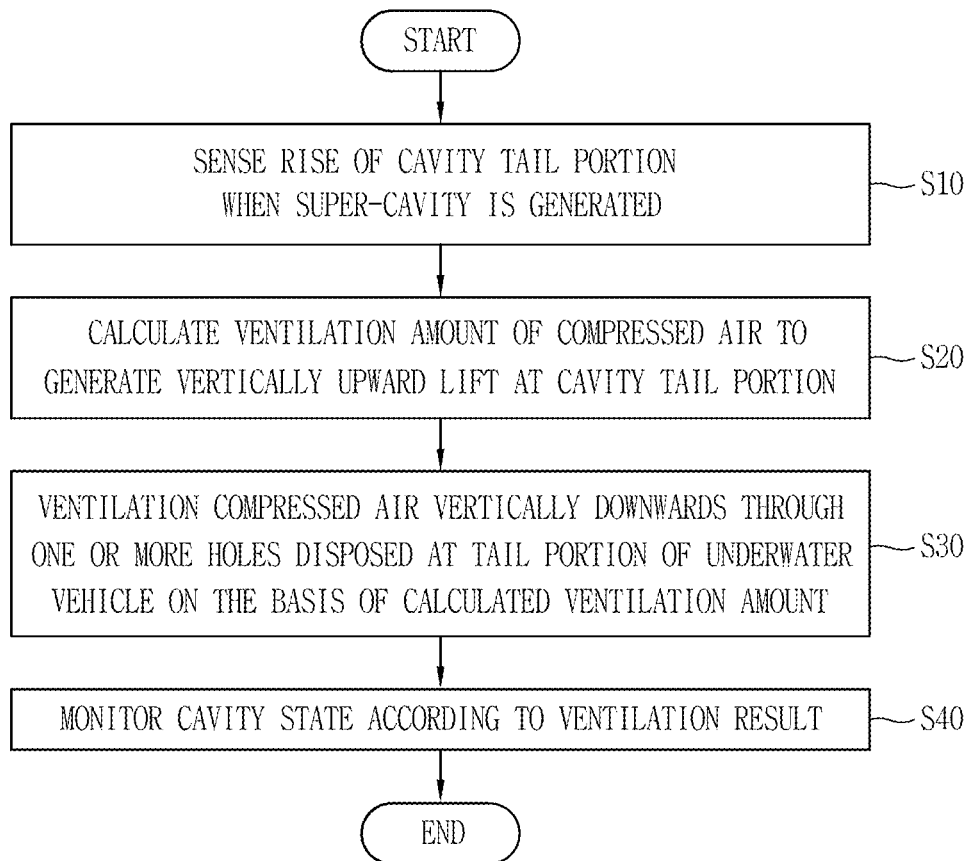 START
SENSE RISE OF CAVITY TAIL PORTION
WHEN SUPER-CAVITY IS GENERATED
S10
CALCULATE VENTILATION AMOUNT OF COMPRESSED AIR TO
GENERATE VERTICALLY UPWARD LIFT AT CAVITY TAIL PORTION
S20
VENTILATION COMPRESSED AIR VERTICALLY DOWNWARDS THROUGH
ONE OR MORE HOLES DISPOSED AT TAIL PORTION OF UNDERWATER
VEHICLE ON THE BASIS OF CALCULATED VENTILATION AMOUNT
S30
MONITOR CAVITY STATE ACCORDING TO VENTILATION RESULT
S40
END